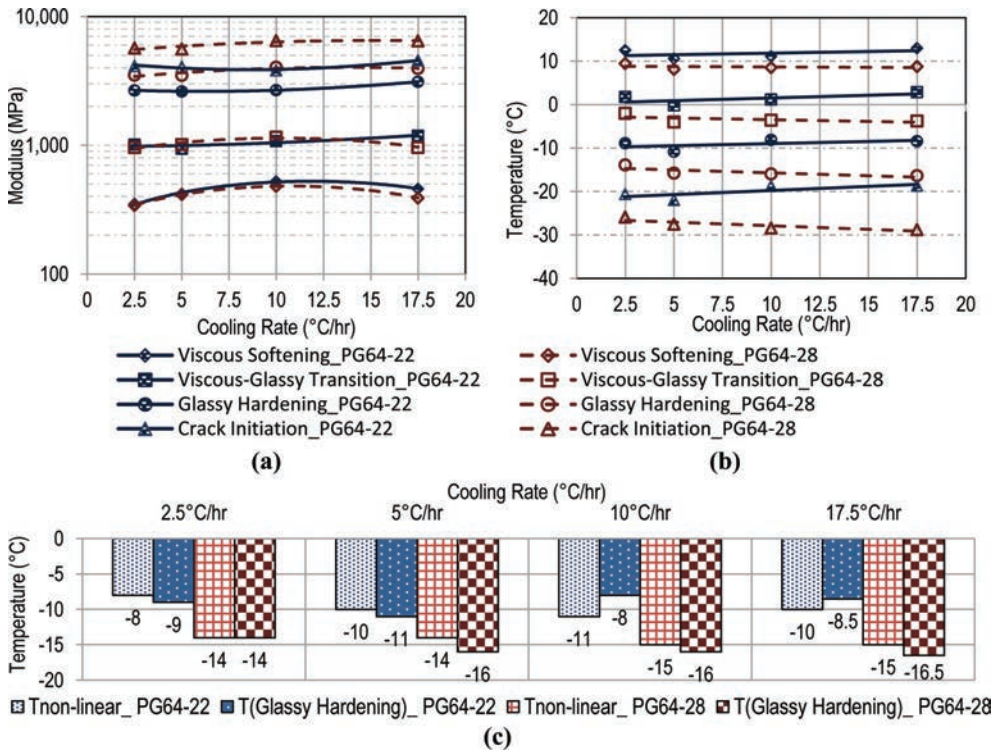 10,000
1,000
100
Modulus (MPa)
0 2.5 5 7.5 10 12.5 15 17.5 20
Cooling Rate (°C/hr)
20
10
0
-10
-20
-30
-40
Temperature (°C)
0 2.5 5 7.5 10 12.5 15 17.5 20
Cooling Rate (°C/hr)
Viscous Softening_PG64-22
Viscous-Glassy Transition_PG64-22
Glassy Hardening_PG64-22
Crack Initiation_PG64-22
Viscous Softening_PG64-28
Viscous-Glassy Transition_PG64-28
Glassy Hardening_PG64-28
Crack Initiation_PG64-28
(a)
(b)
Cooling Rate (°C/hr)
2.5°C/hr 5°C/hr 10°C/hr 17.5°C/hr
0
-5
-10
-15
-20
Temperature (°C)
-8 -9 -14 -14
-10 -11 -14 -16
-11 -8 -15 -16
-10 -8.5 -15 -16.5
Tnon-linear_ PG64-22 T(Glassy Hardening)_ PG64-22 Tnon-linear_ PG64-28 T(Glassy Hardening)_ PG64-28
(c)